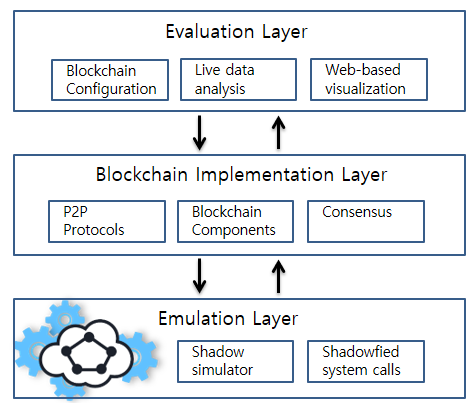 Evaluation Layer
Blockchain
Configuration
Live data
analysis
Web-based
visualization
Blockchain Implementation Layer
P2P
Protocols
Blockchain
Components
Consensus
Emulation Layer
Shadow
simulator
Shadowfied
system calls